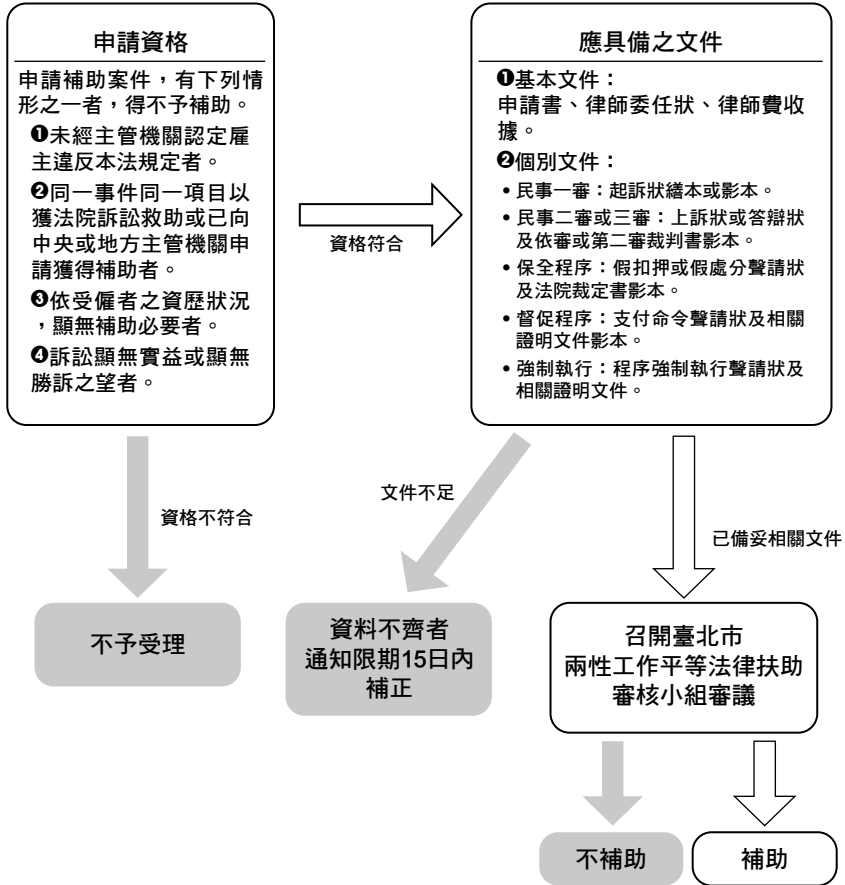 申請資格
申請補助案件，有下列情
形之一者，得不予補助。
❶未經主管機關認定雇
主違反本法規定者。
❷同一事件同一項目以
獲法院訴訟救助或已向
中央或地方主管機關申
請獲得補助者。
❸依受僱者之資歷狀況
，顯無補助必要者。
❹訴訟顯無實益或顯無
勝訴之望者。
資格符合
應具備之文件
❶基本文件：
申請書、律師委任狀、律師費收
據。
❷個別文件：
•民事一審：起訴狀繕本或影本。
•民事二審或三審：上訴狀或答辯狀
及依審或第二審裁判書影本。
•保全程序：假扣押或假處分聲請狀
及法院裁定書影本。
•督促程序：支付命令聲請狀及相關
證明文件影本。
•強制執行：程序強制執行聲請狀及
相關證明文件。
資格不符合
文件不足
已備妥相關文件
不予受理
資料不齊者
通知限期15日內
補正
召開臺北市
兩性工作平等法律扶助
審核小組審議
不補助
補助